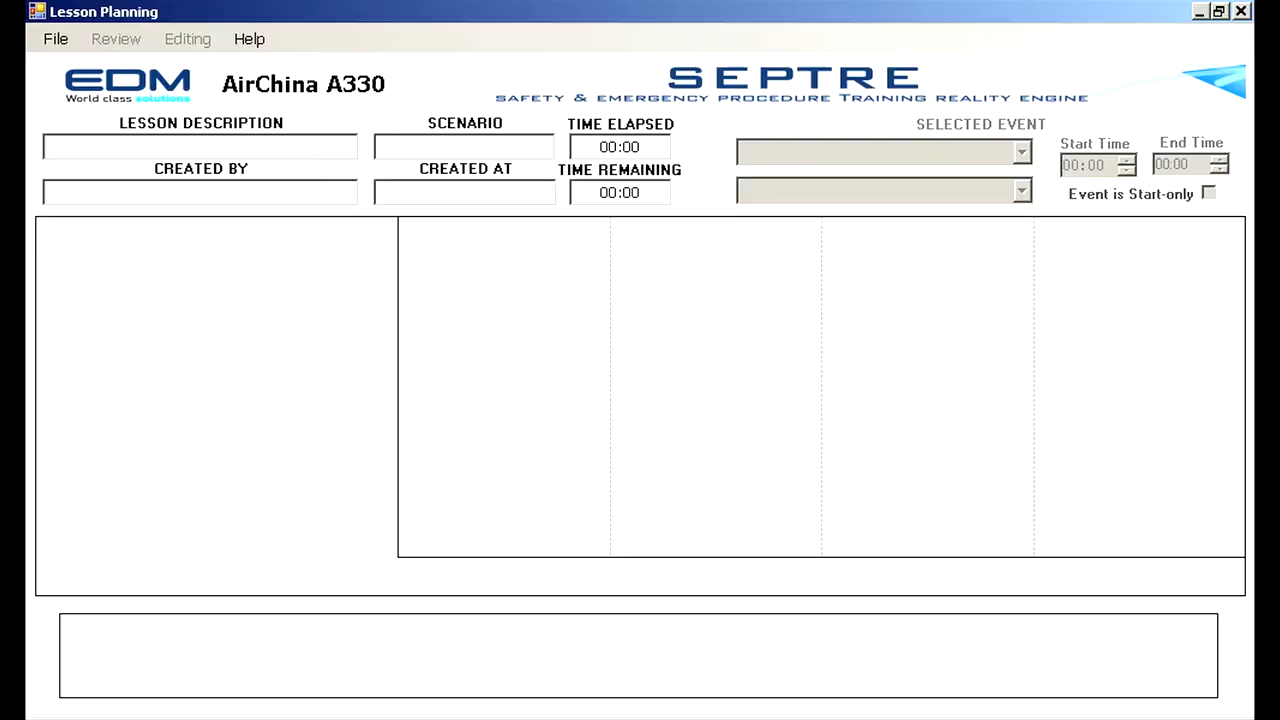 Lesson Planning
File Review Editing Help
EDM
World class solutions
AirChina A330
SEPTRE
SAFETY & EMERGENCY PROCEDURE TRAINING REALITY ENGINE
LESSON DESCRIPTION
SCENARIO
TIME ELAPSED
00:00
CREATED BY
CREATED AT
TIME REMAINING
00:00
SELECTED EVENT
Start Time
End Time
00:00
00:00
Event is Start-only